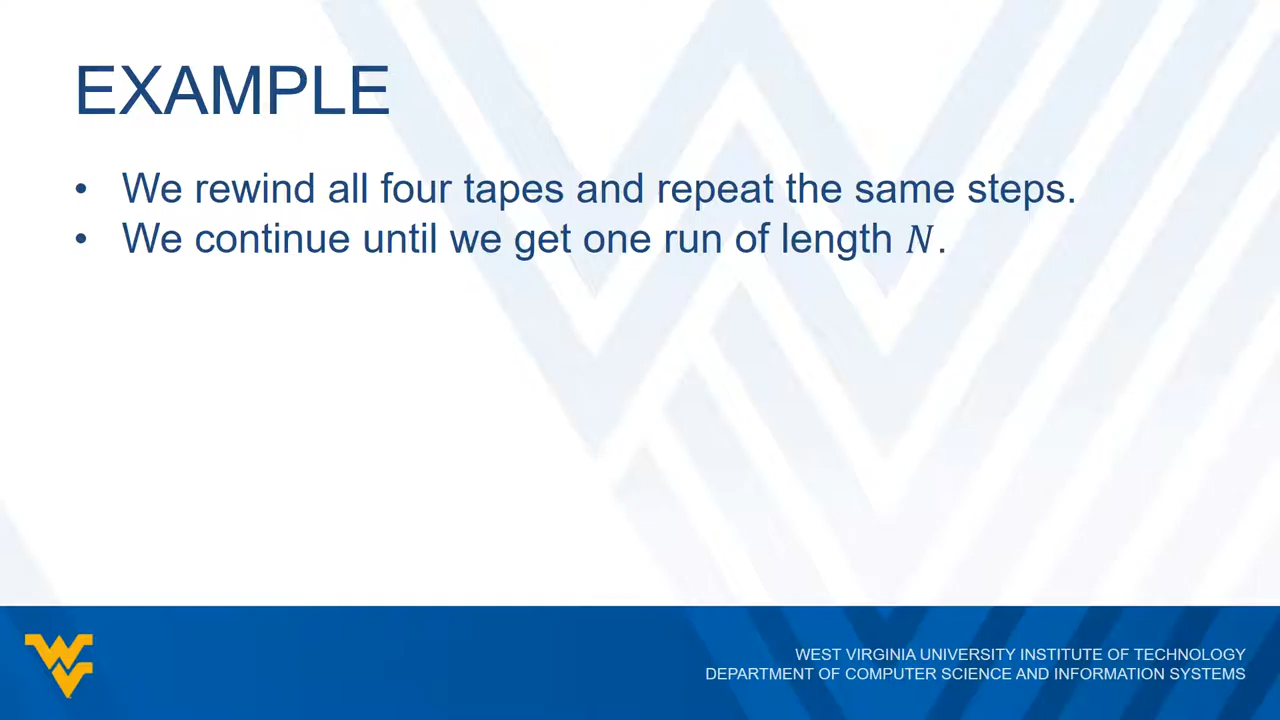 EXAMPLE
• We rewind all four tapes and repeat the same steps.
• We continue until we get one run of length N.
WV
WEST VIRGINIA UNIVERSITY INSTITUTE OF TECHNOLOGY
DEPARTMENT OF COMPUTER SCIENCE AND INFORMATION SYSTEMS